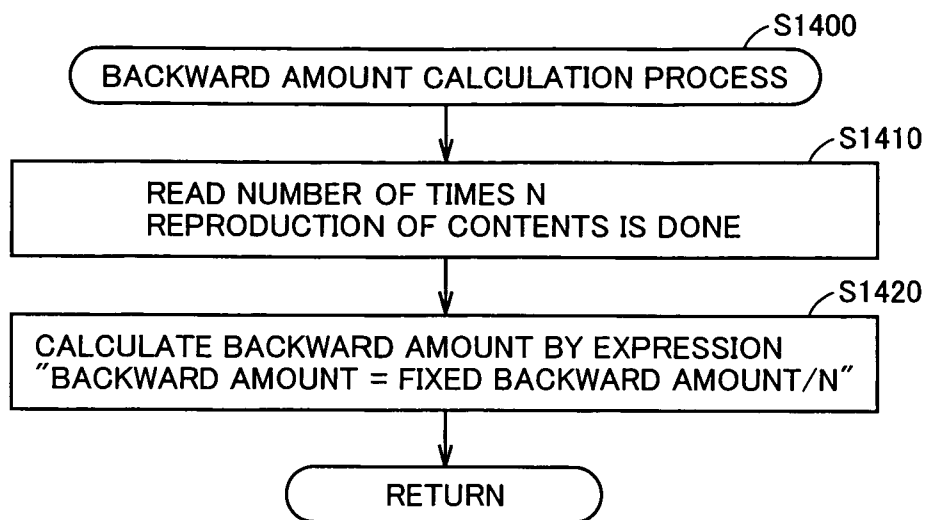 S1400
BACKWARD AMOUNT CALCULATION PROCESS
S1410
READ NUMBER OF TIMES N
REPRODUCTION OF CONTENTS IS DONE
S1420
CALCULATE BACKWARD AMOUNT BY EXPRESSION
"BACKWARD AMOUNT = FIXED BACKWARD AMOUNT/N"
RETURN